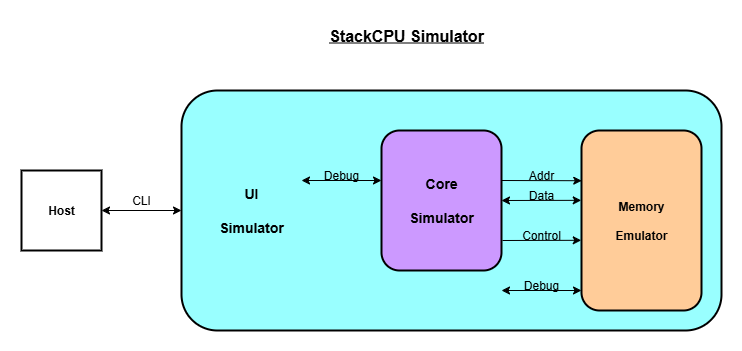 StackCPU Simulator
Host
CLI
UI
Simulator
Debug
Core
Simulator
Addr
Data
Control
Debug
Memory
Emulator